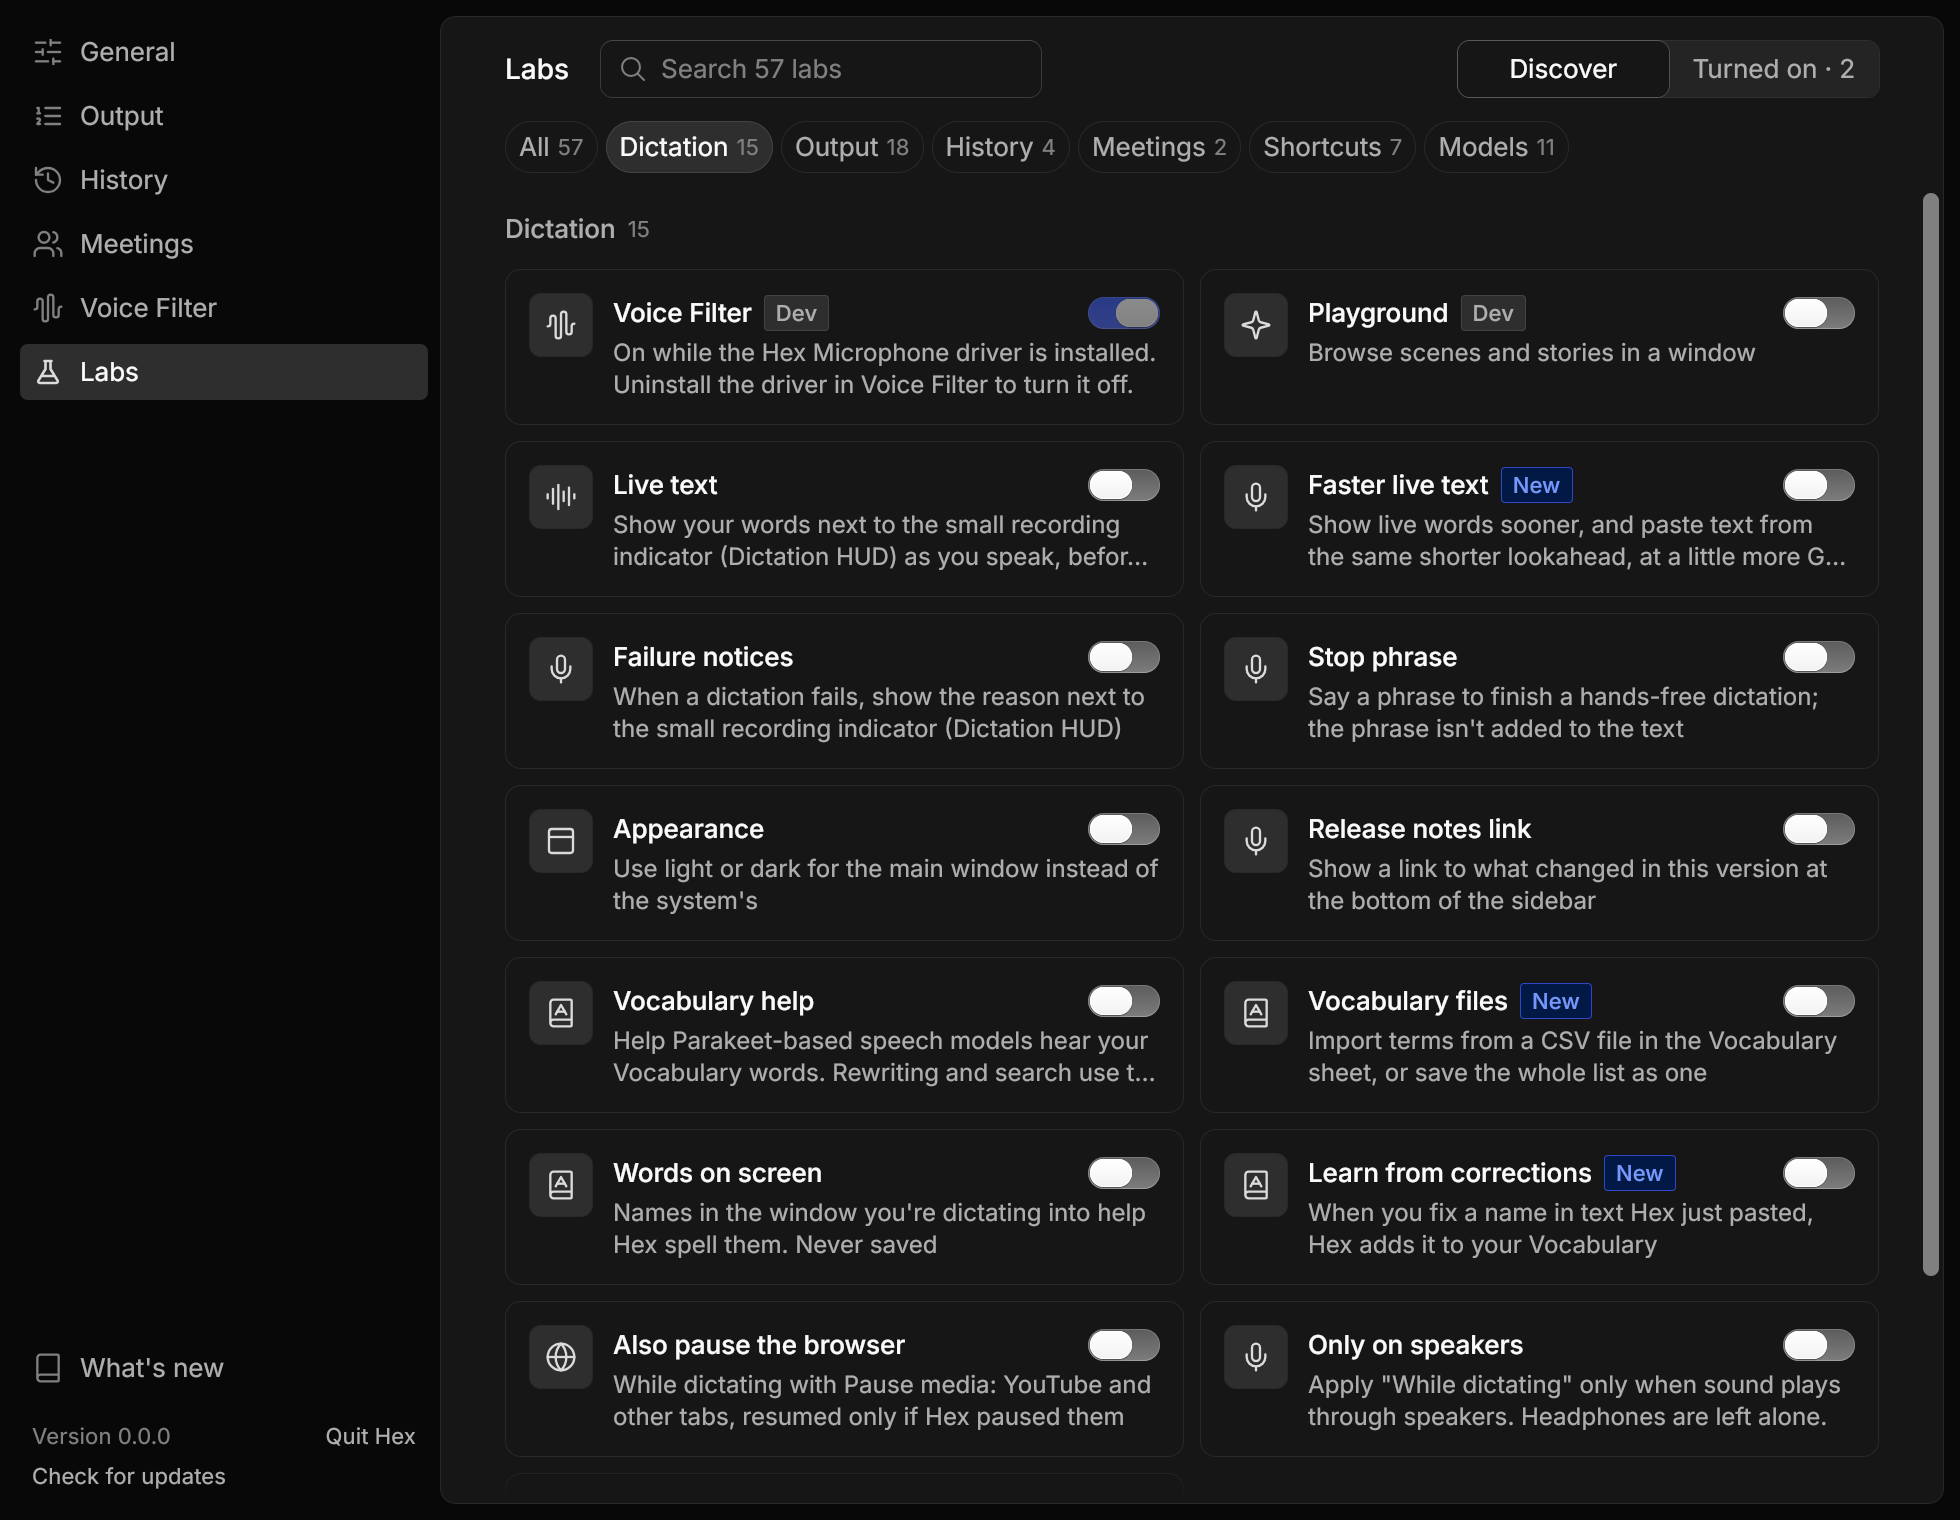 General
Output
History
Meetings
Voice Filter
Labs
What's new
Version 0.0.0
Quit Hex
Check for updates
Labs
Search 57 labs
Discover
Turned on · 2
All 57
Dictation 15
Output 18
History 4
Meetings 2
Shortcuts 7
Models 11
Dictation 15
Voice Filter Dev
On while the Hex Microphone driver is installed.
Uninstall the driver in Voice Filter to turn it off.
Playground Dev
Browse scenes and stories in a window
Live text
Show your words next to the small recording
indicator (Dictation HUD) as you speak, befor...
Faster live text New
Show live words sooner, and paste text from
the same shorter lookahead, at a little more G...
Failure notices
When a dictation fails, show the reason next to
the small recording indicator (Dictation HUD)
Stop phrase
Say a phrase to finish a hands-free dictation;
the phrase isn't added to the text
Appearance
Use light or dark for the main window instead of
the system's
Release notes link
Show a link to what changed in this version at
the bottom of the sidebar
Vocabulary help
Help Parakeet-based speech models hear your
Vocabulary words. Rewriting and search use t...
Vocabulary files New
Import terms from a CSV file in the Vocabulary
sheet, or save the whole list as one
Words on screen
Names in the window you're dictating into help
Hex spell them. Never saved
Learn from corrections New
When you fix a name in text Hex just pasted,
Hex adds it to your Vocabulary
Also pause the browser
While dictating with Pause media: YouTube and
other tabs, resumed only if Hex paused them
Only on speakers
Apply "While dictating" only when sound plays
through speakers. Headphones are left alone.